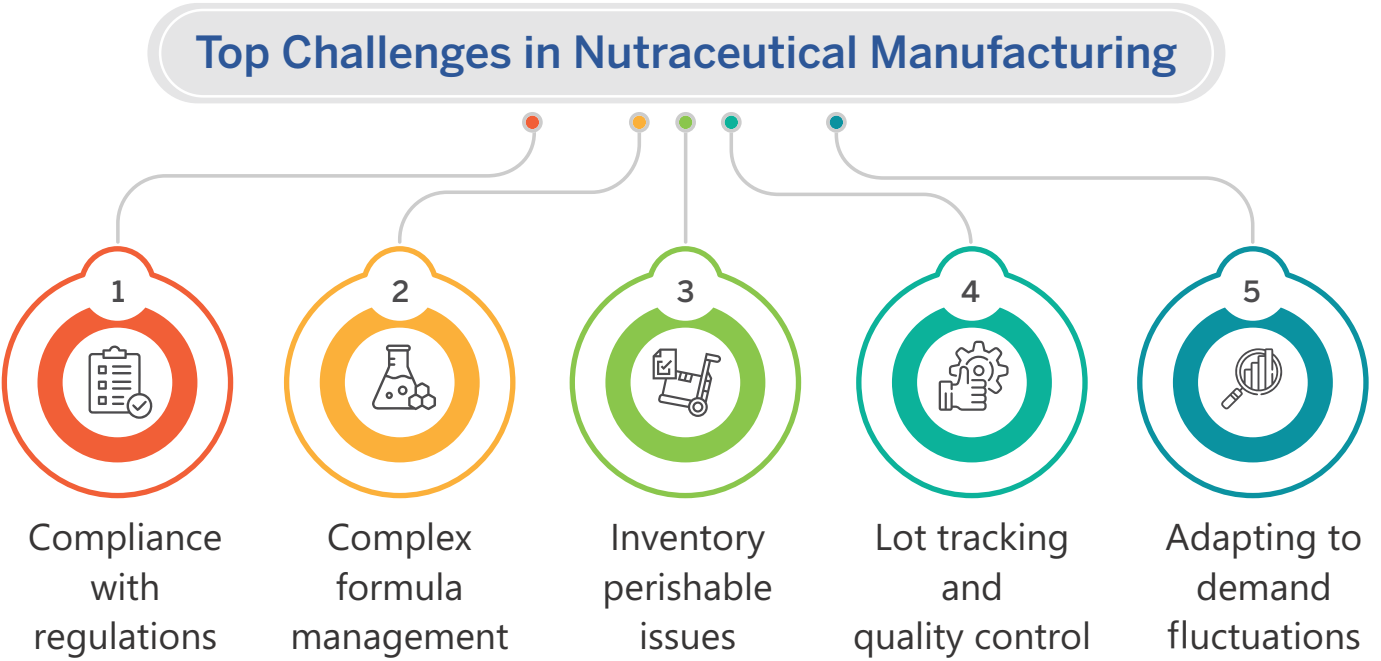 Top Challenges in Nutraceutical Manufacturing
1
Compliance
with
regulations
2
Complex
formula
management
3
Inventory
perishable
issues
4
Lot tracking
and
quality control
5
Adapting to
demand
fluctuations